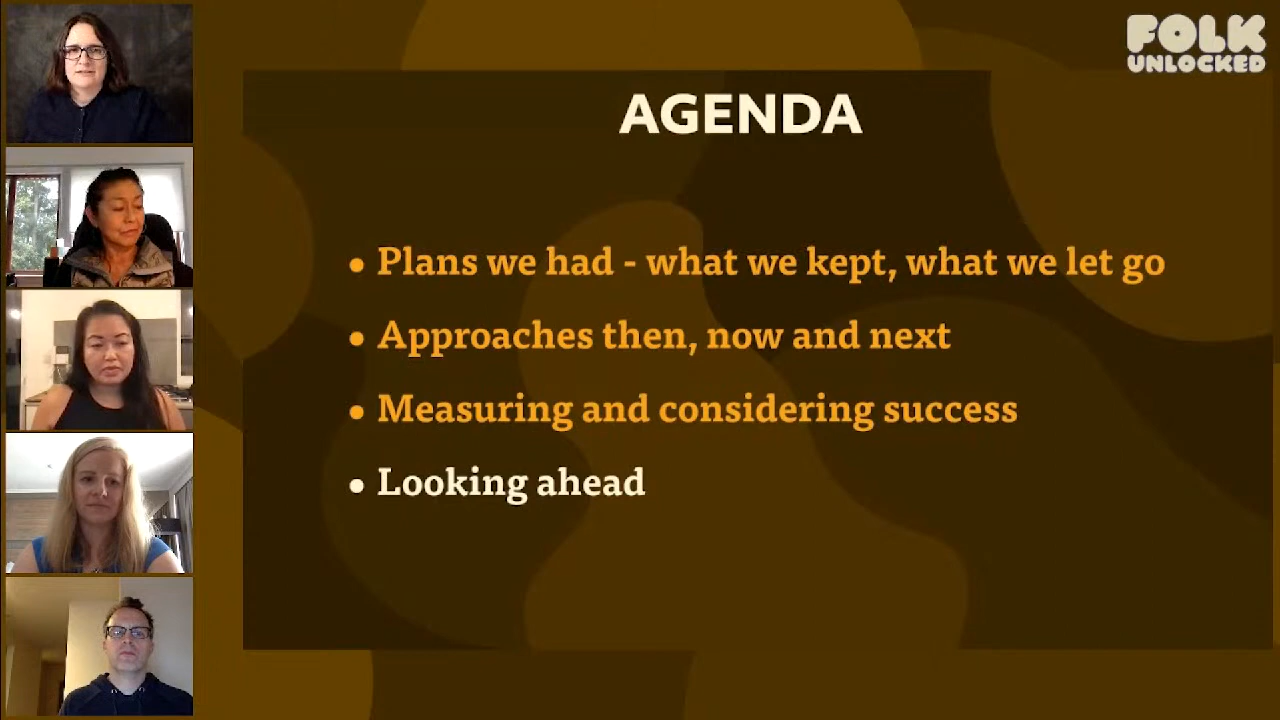 FOLK
UNLOCKED
AGENDA
• Plans we had - what we kept, what we let go
• Approaches then, now and next
• Measuring and considering success
• Looking ahead